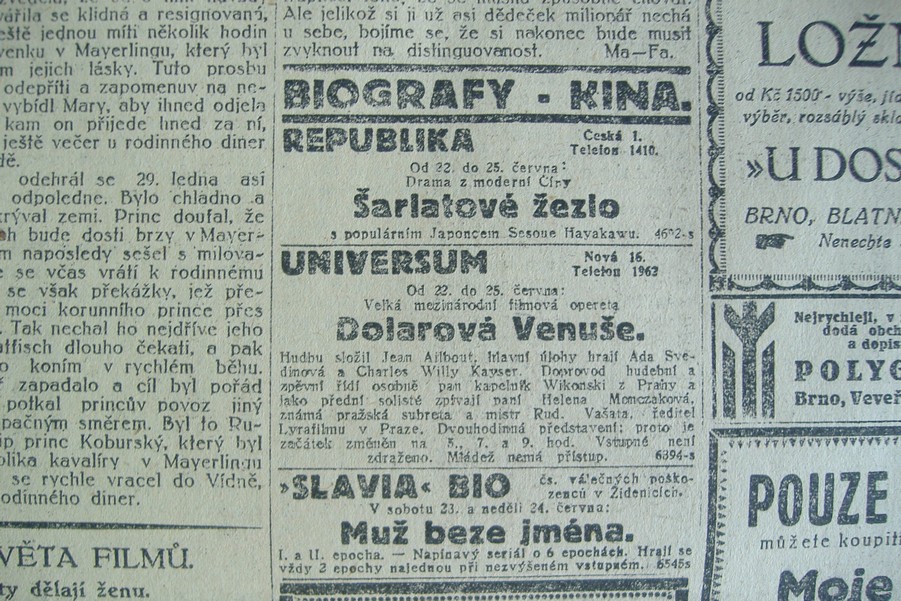 vářila se klidná a resignovaná,
ještě jednou míti několik hodin
venku v Mayerlingu, který byl
m jejich lásky. Tuto prosbu
odepříti a zapomenuv na ne-
vybídl Mary, aby ihned odjela
kam on přijede hned za ní,
ještě večer u rodinného diner
dě.
odehrál se 29. ledna asi
odpoledne. Bylo chladno a
krýval zemi. Princ doufal, že
h bude dosti brzy v Mayer-
m naposledy sešel s milova-
e se včas vrátí k rodinnému
se však překážky, jež pře-
moci korunního prince přes
. Tak nechal ho nejdříve jeho
ffisch dlouho čekati, a pak
o koním v rychlém běhu.
ř zapadalo a cíl byl pořád
potkal princův povoz jiný
pačným směrem. Byl to Ru-
ip princ Koburský, který byl
olika kavalíry v Mayerlingu
se rychle vracel do Vídně,
odinného diner.
VĚTA FILMŮ.
ty dělají ženu.
Ale jelikož si ji už asi dědeček milionář nechá
u sebe, bojíme se, že si nakonec bude musit
zvyknout na distinguovanost. Ma—Fa.
BIOGRAFY - KINA.
REPUBLIKA
Česká 1.
Telefon 1410.
Od 22. do 25. června:
Drama z moderní Číny
Šarlatové žezlo
s populárním Japoncem Sesoue Hayakawu.
UNIVERSUM
Nová 16.
Telefon 1962
Od 22. do 25. června:
Velká mezinárodní filmová opereta
Dolarová Venuše.
Hudbu složil Jean Ailbout, hlavní úlohy hrají Ada Sve-
dinová a Charles Willy Kayser. Doprovod hudební a
zpěvní řídí osobně pan kapelník Wikonski z Prahy a
jako přední solisté zpívají paní Helena Monczaková,
známá pražská subreta a mistr Rud. Vašata, ředitel
Lyrafilmu v Praze. Dvouhodinná představení; proto je
začátek změněn na 5., 7. a 9. hod. Vstupné není
zdraženo. Mládež nemá přístup. 6394-s
»SLAVIA« BIO
čs. válečných poško-
zenců v Židenicích.
V sobotu 23. a neděli 24. června:
Muž beze jména.
I. a II. epocha. — Napínavý seriál o 6 epochách. Hrají se
vždy 2 epochy najednou při nezvýšeném vstupném. 6545s
LOŽN
od Kč 1500- výše, jíd
výběr, rozsáhlý skla
»U DOS
BRNO, BLATN
Nenechte
Nejrychleji, v
dodá obch
a dopis
POLYG
Brno, Veveř
POUZE
můžete koupiti
Moje